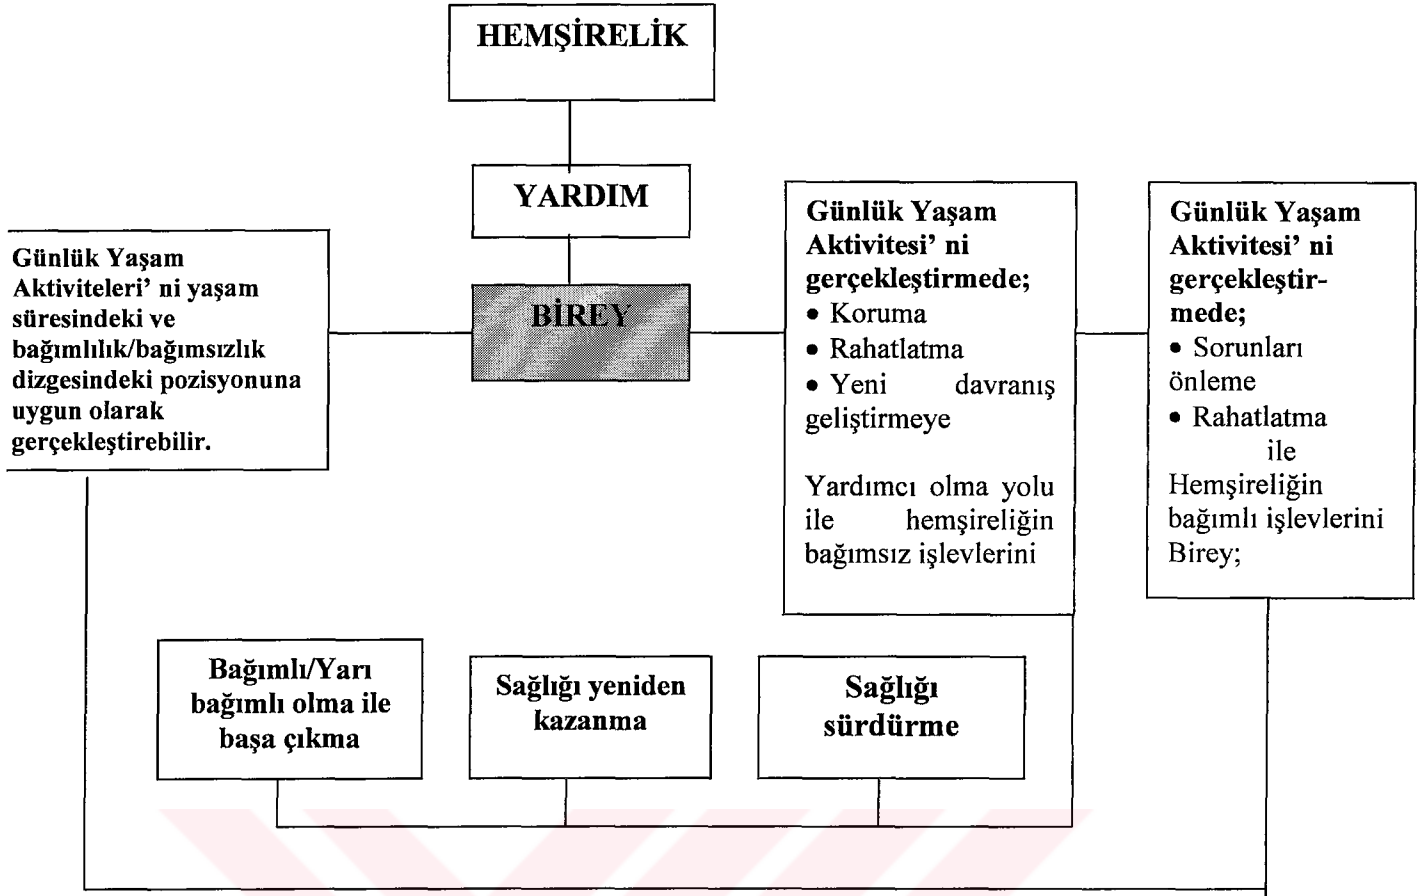 HEMŞİRELİK
YARDIM
BİREY
Günlük Yaşam
Aktiviteleri' ni yaşam
süresindeki ve
bağımlılık/bağımsızlık
dizgesindeki pozisyonuna
uygun olarak
gerçekleştirebilir.
Günlük Yaşam
Aktivitesi' ni
gerçekleştirmede;
• Koruma
• Rahatlatma
• Yeni davranış
geliştirmeye
Yardımcı olma yolu
ile hemşireliğin
bağımsız işlevlerini
Günlük Yaşam
Aktivitesi' ni
gerçekleştir-
mede;
• Sorunları
önleme
• Rahatlatma
ile
Hemşireliğin
bağımlı işlevlerini
Birey;
Bağımlı/Yarı
bağımlı olma ile
başa çıkma
Sağlığı yeniden
kazanma
Sağlığı
sürdürme